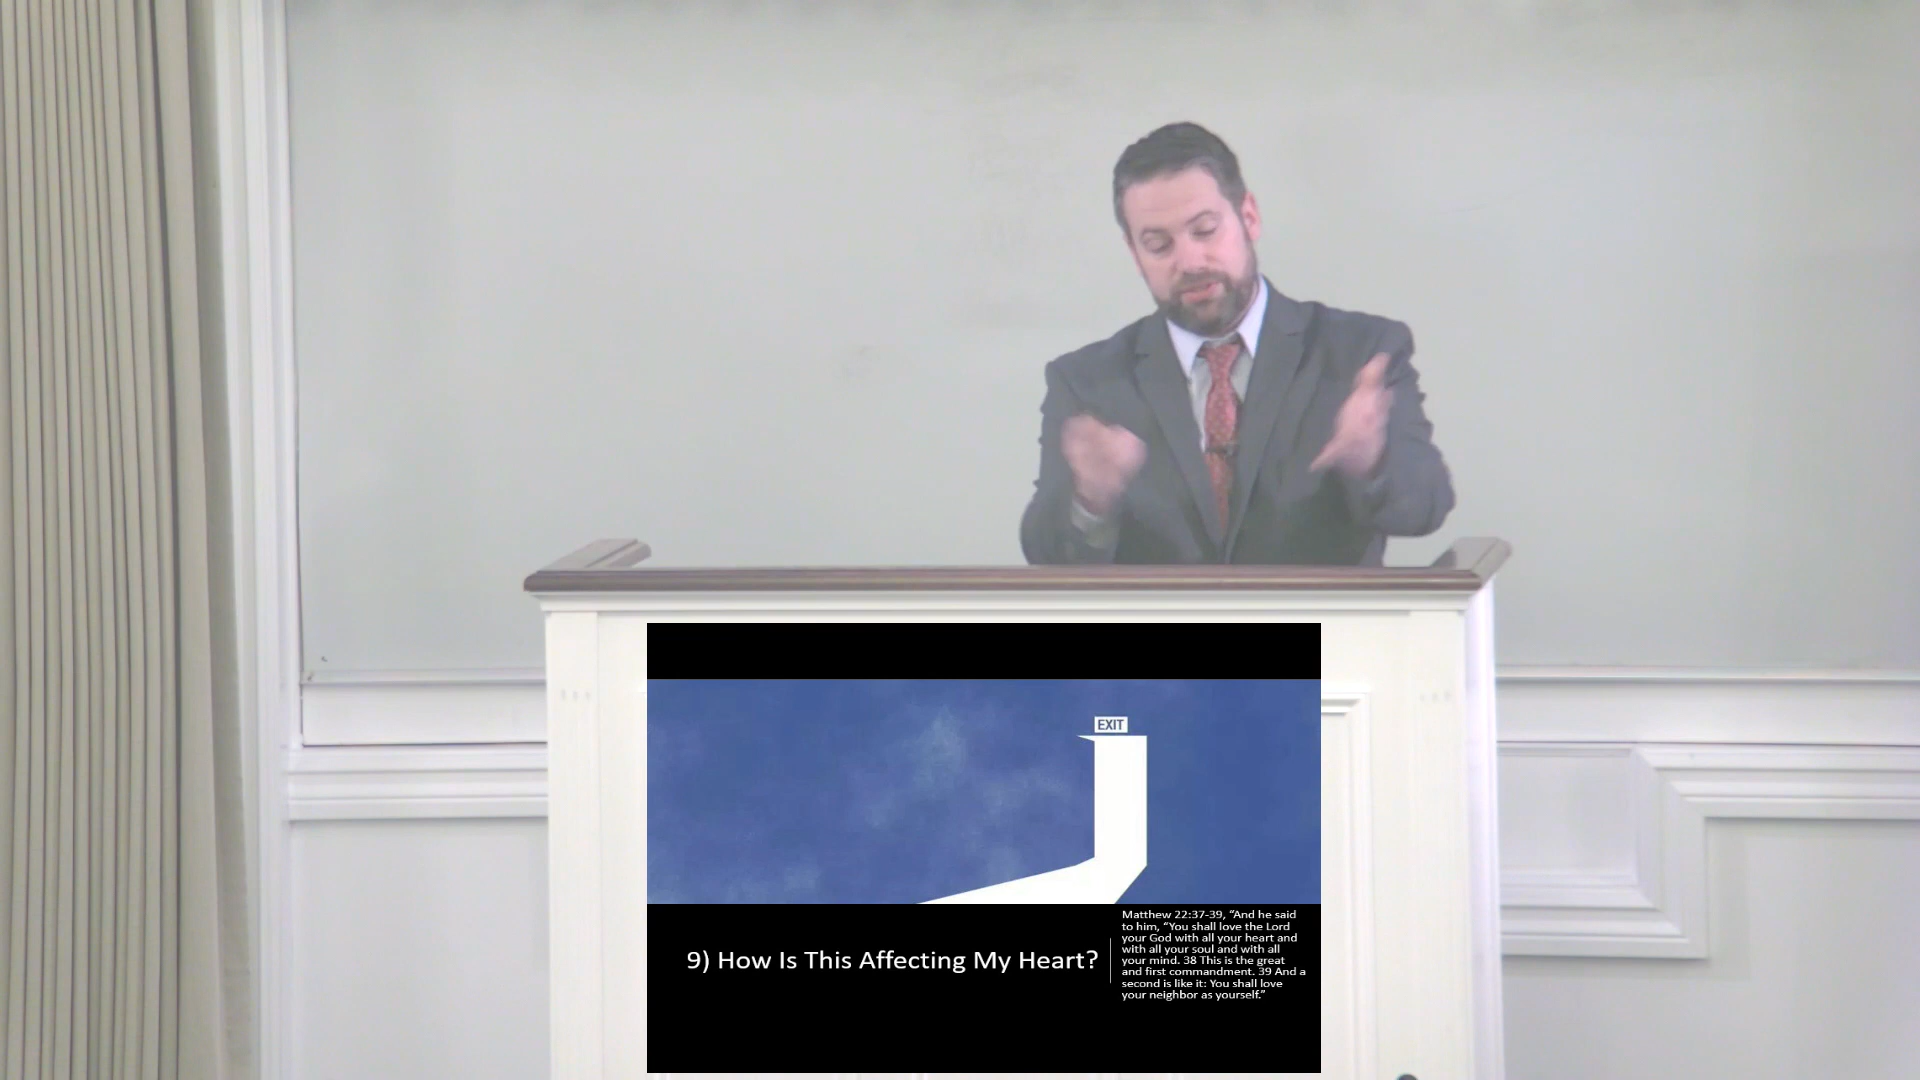 EXIT
9) How Is This Affecting My Heart?
Matthew 22:37-39, “And he said
to him, “You shall love the Lord
your God with all your heart and
with all your soul and with all
your mind. 38 This is the great
and first commandment. 39 And a
second is like it: You shall love
your neighbor as yourself.”